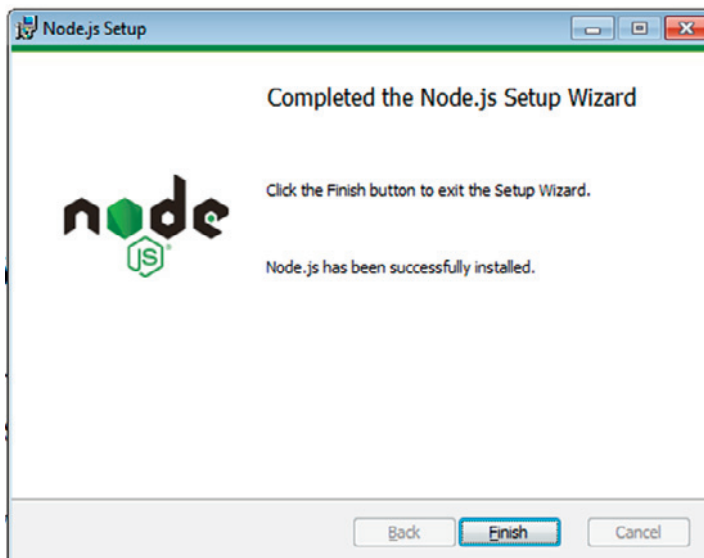 Node.js Setup
Completed the Node.js Setup Wizard
Click the Finish button to exit the Setup Wizard.
node
JS
Node.js has been successfully installed.
Back
Finish
Cancel